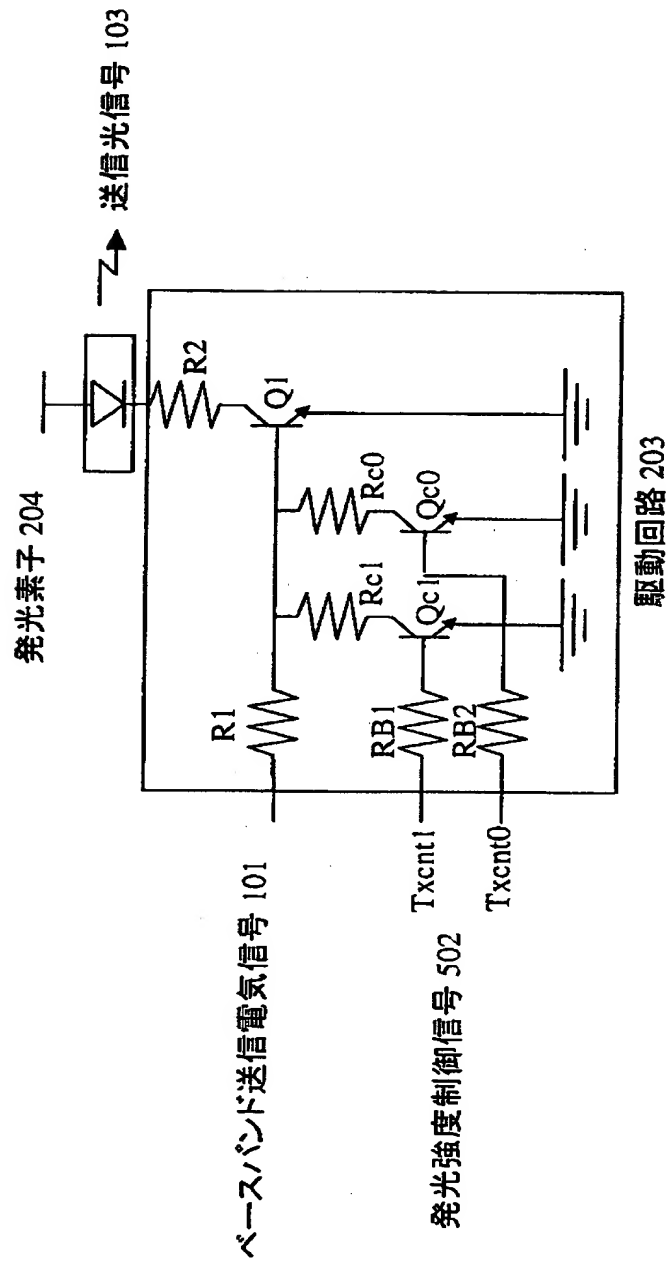 発光素子 204
送信光信号 103
R2
Q1
R1
Rc0
Rc1
Qc0
Qc1
RB1
RB2
ベースバンド送信電気信号 101
Txcnt1
Txcnt0
発光強度制御信号 502
駆動回路 203